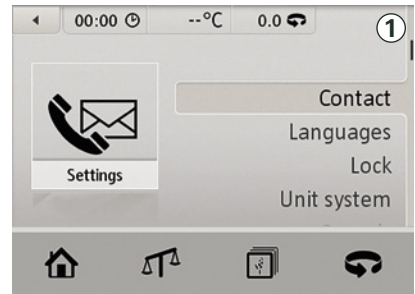 00:00 --°C 0.0
1
Contact
Languages
Lock
Unit system
Settings